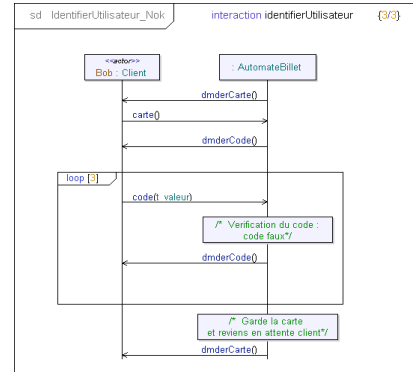 sd IdentifierUtilisateur_Nok
interaction identifierUtilisateur {3/3}
<<actor>>
Bob : Client
: AutomateBillet
dmderCarte()
carte()
dmderCode()
loop [3]
code(t_valeur)
/* Verification du code :
code faux*/
dmderCode()
/* Garde la carte
et reviens en attente client*/
dmderCarte()